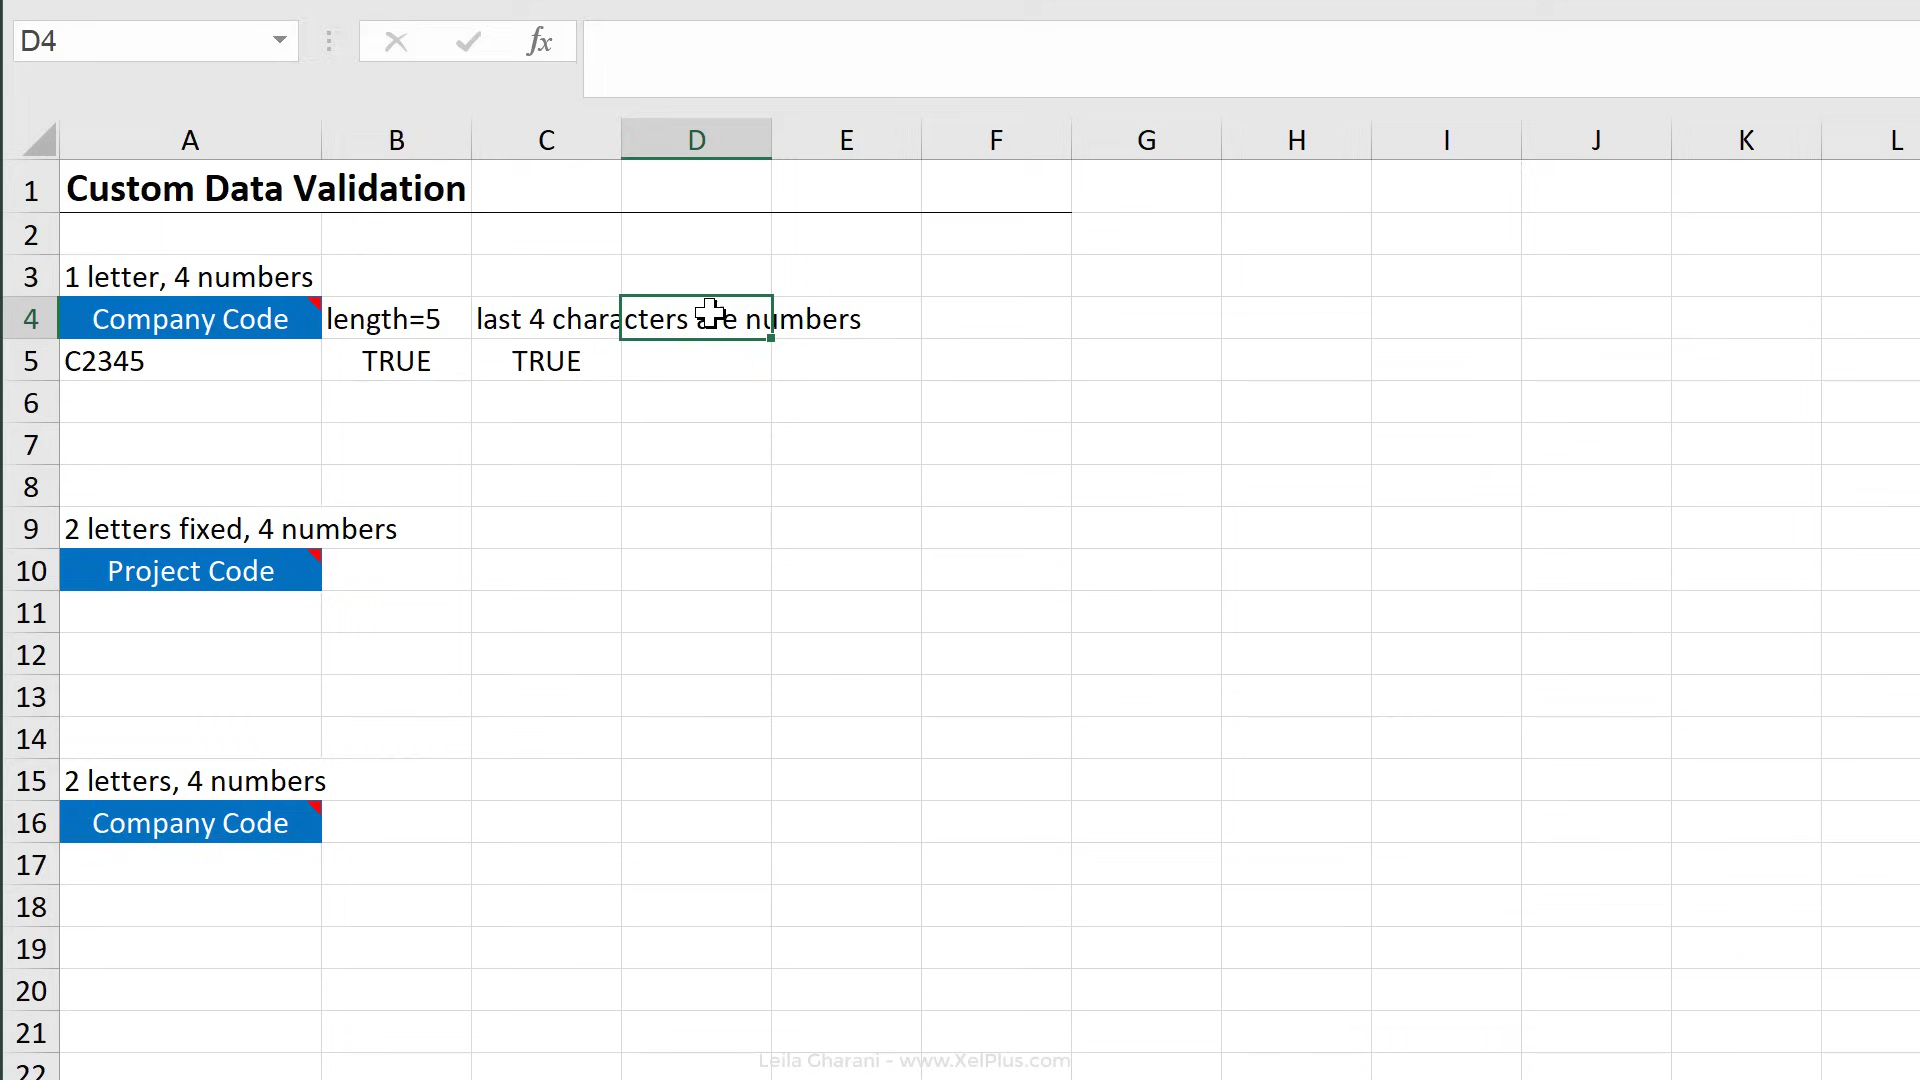 D4
fx
A B C D E F G H I J K L
1 Custom Data Validation
2
3 1 letter, 4 numbers
4 Company Code length=5 last 4 characters are numbers
5 C2345 TRUE TRUE
6
7
8
9 2 letters fixed, 4 numbers
10 Project Code
11
12
13
14
15 2 letters, 4 numbers
16 Company Code
17
18
19
20
21
22
Leila Gharani - www.XelPlus.com